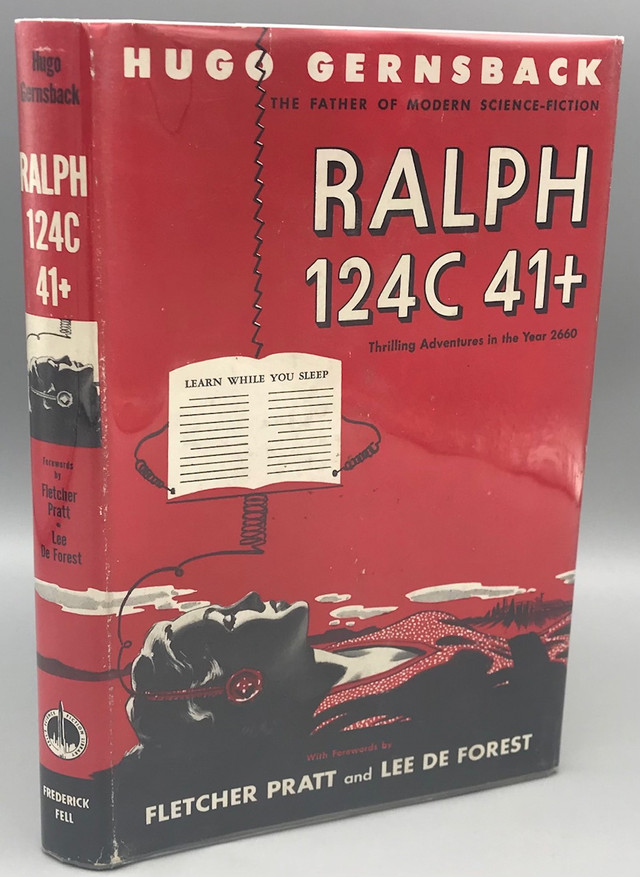 Hugo
Gernsback
RALPH
124C
41+
Forewords
by
Fletcher
Pratt
•
Lee
De Forest
FREDERICK
FELL
HUGO GERNSBACK
THE FATHER OF MODERN SCIENCE-FICTION
RALPH
124C 41+
Thrilling Adventures in the Year 2660
LEARN WHILE YOU SLEEP
With Forewords by
FLETCHER PRATT and LEE DE FOREST